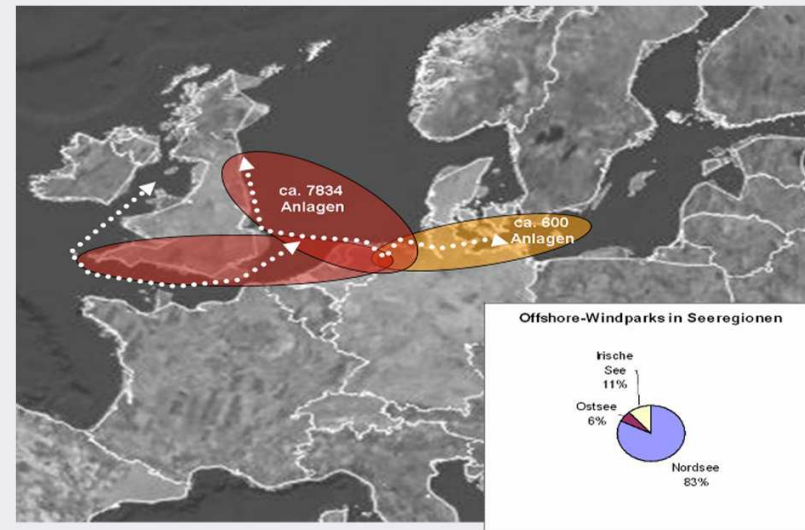 ca. 7834
Anlagen
ca. 600
Anlagen
Offshore-Windparks in Seeregionen
Irische
See
11%
Ostsee
6%
Nordsee
83%